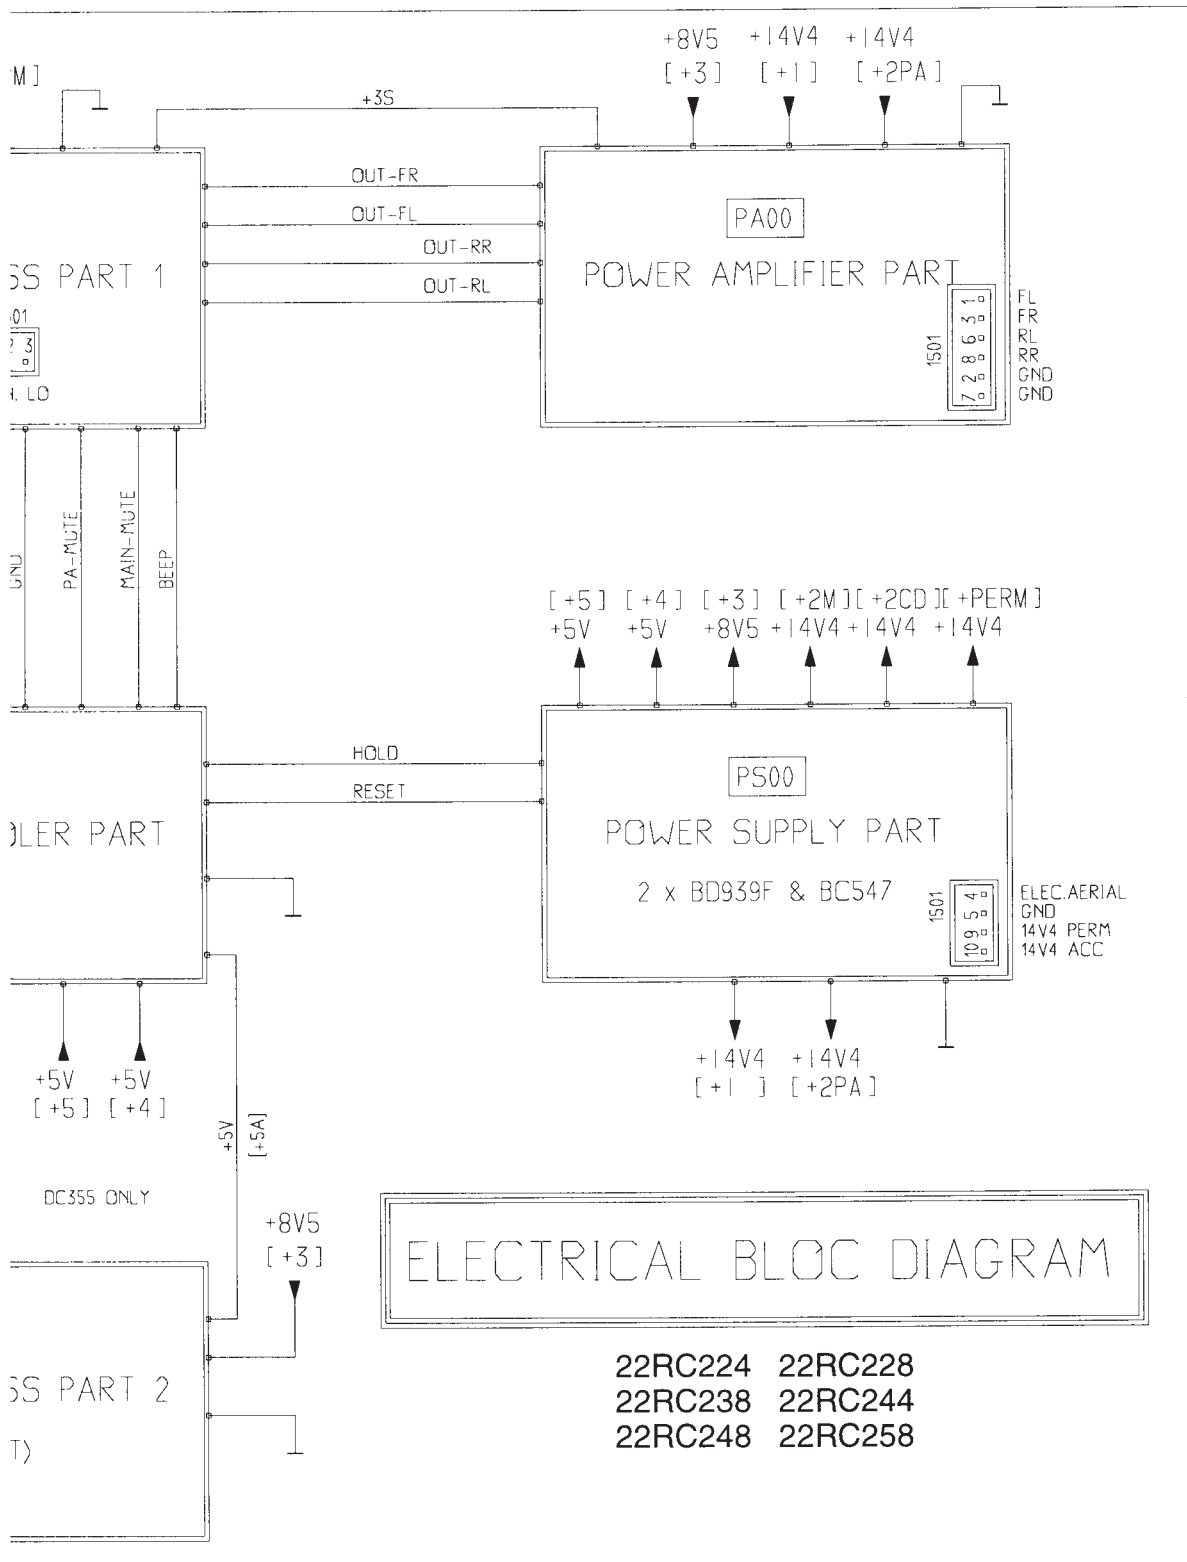 +8V5 +14V4 +14V4
M] [+3] [+1] [+2PA]
+3S
OUT-FR
OUT-FL
OUT-RR
OUT-RL
PA00
POWER AMPLIFIER PART
SS PART 1
01
3
LO
1501
1 FL
3 FR
6 RL
8 RR
2 GND
7 GND
GND
PA-MUTE
MAIN-MUTE
BEEP
[+5] [+4] [+3] [+2M] [+2CD] [+PERM]
+5V +5V +8V5 +14V4 +14V4 +14V4
HOLD
RESET
PS00
LER PART
POWER SUPPLY PART
2 x BD939F & BC547
1501
4 ELEC.AERIAL
5 GND
9 14V4 PERM
10 14V4 ACC
+14V4 +14V4
[+1 ] [+2PA]
+5V +5V
[+5] [+4]
+5V
[+5A]
DC355 ONLY
+8V5
[+3]
ELECTRICAL BLOC DIAGRAM
22RC224 22RC228
22RC238 22RC244
22RC248 22RC258
SS PART 2
T)